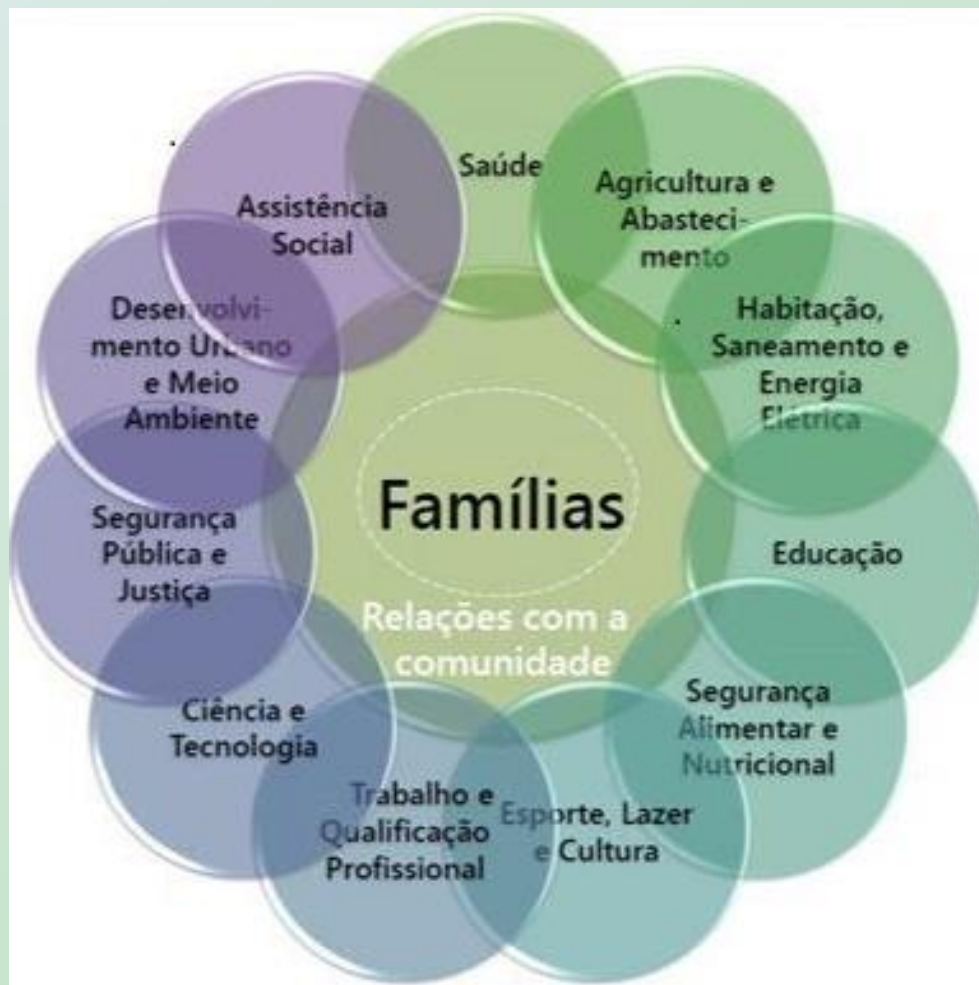 Saúde
Agricultura e
Abasteci-
mento
Habitação,
Saneamento e
Energia
Elétrica
Educação
Segurança
Alimentar e
Nutricional
Esporte, Lazer
e Cultura
Trabalho e
Qualificação
Profissional
Ciência e
Tecnologia
Segurança
Pública e
Justiça
Desenvolvi-
mento Urbano
e Meio
Ambiente
Assistência
Social
Famílias
Relações com a
comunidade